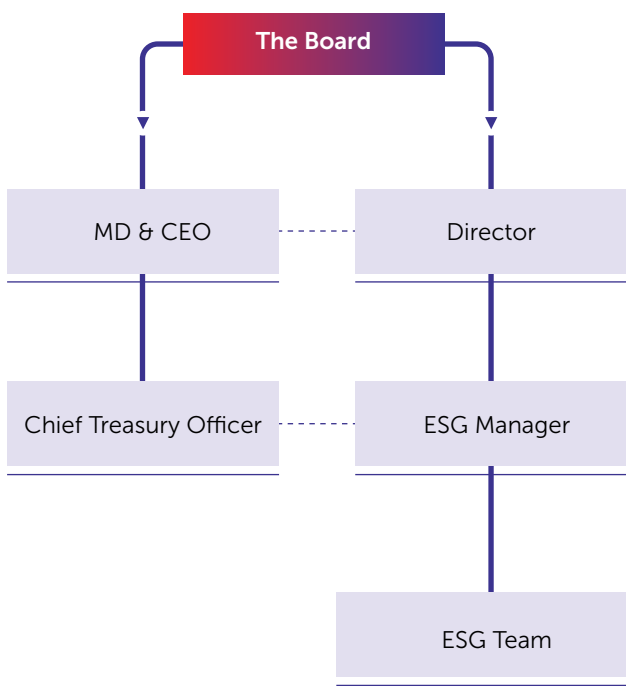 The Board
MD & CEO
Director
Chief Treasury Officer
ESG Manager
ESG Team